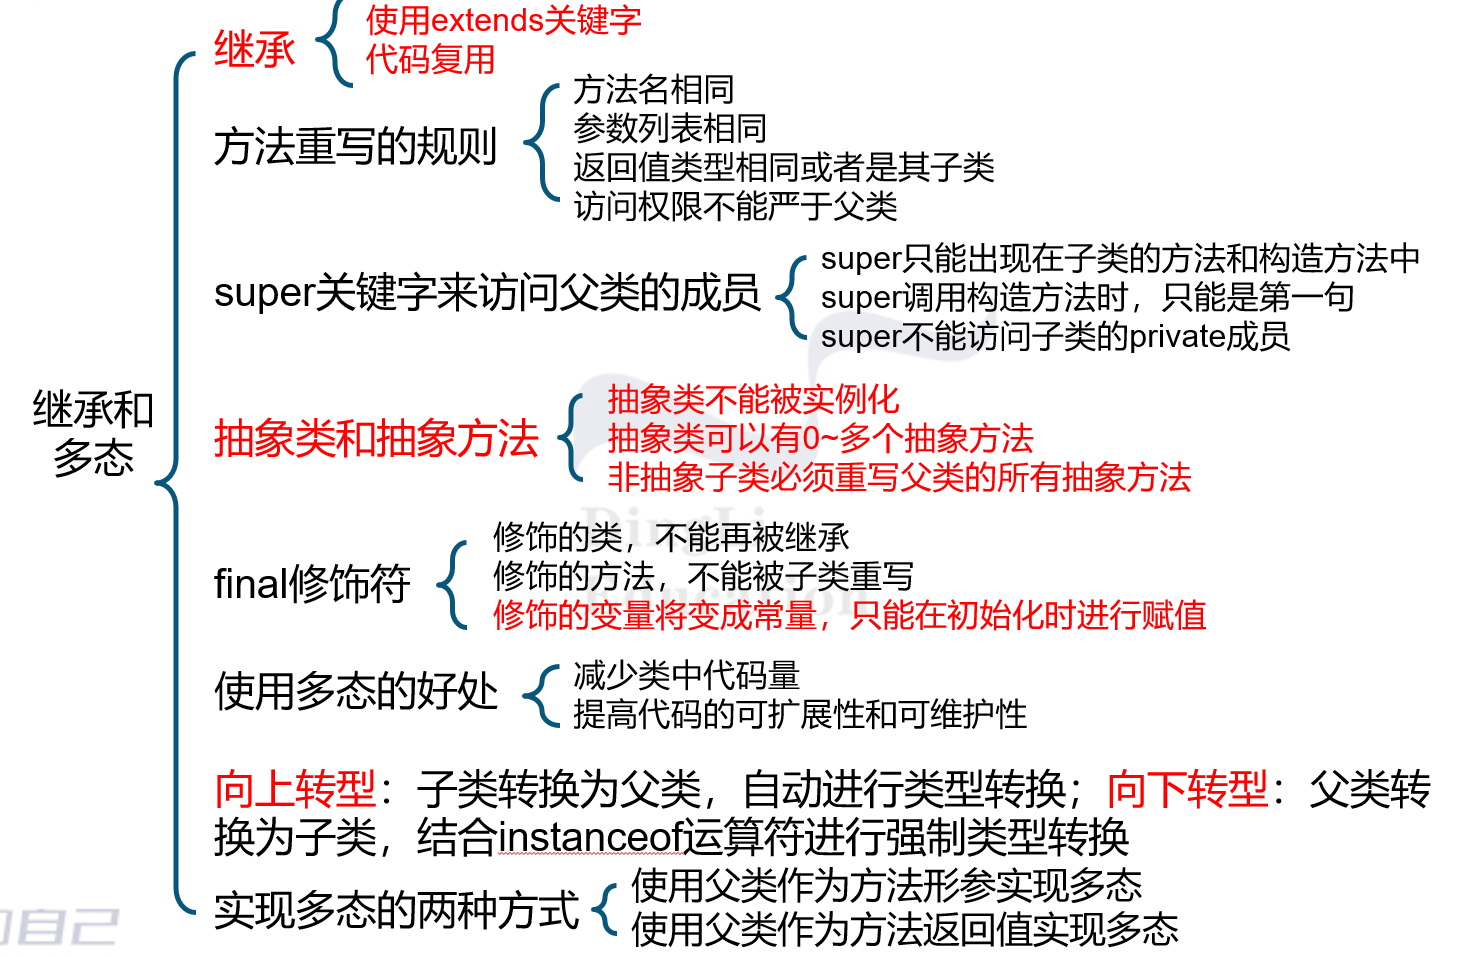 使用extends关键字
继承
代码复用
方法名相同
参数列表相同
方法重写的规则
返回值类型相同或者是其子类
访问权限不能严于父类
super只能出现在子类的方法和构造方法中
super关键字来访问父类的成员
super调用构造方法时，只能是第一句
super不能访问子类的private成员
继承和
多态
抽象类不能被实例化
抽象类和抽象方法
抽象类可以有0~多个抽象方法
非抽象子类必须重写父类的所有抽象方法
DingLi
Education
修饰的类，不能再被继承
final修饰符
修饰的方法，不能被子类重写
修饰的变量将变成常量，只能在初始化时进行赋值
减少类中代码量
使用多态的好处
提高代码的可扩展性和可维护性
向上转型：子类转换为父类，自动进行类型转换；向下转型：父类转
换为子类，结合instanceof运算符进行强制类型转换
使用父类作为方法形参实现多态
实现多态的两种方式
使用父类作为方法返回值实现多态
自己